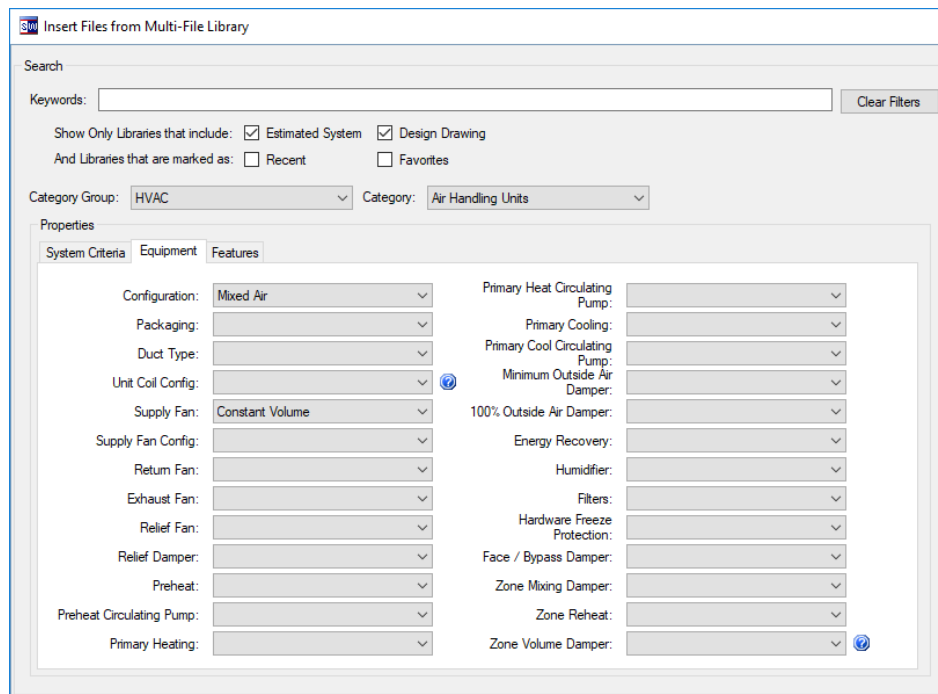 SW Insert Files from Multi-File Library
Search
Keywords:
Clear Filters
Show Only Libraries that include: Estimated System Design Drawing
And Libraries that are marked as: Recent Favorites
Category Group: HVAC Category: Air Handling Units
Properties
System Criteria Equipment Features
Configuration: Mixed Air
Packaging:
Duct Type:
Unit Coil Config:
Supply Fan: Constant Volume
Supply Fan Config:
Return Fan:
Exhaust Fan:
Relief Fan:
Relief Damper:
Preheat:
Preheat Circulating Pump:
Primary Heating:
Primary Heat Circulating
Pump:
Primary Cooling:
Primary Cool Circulating
Pump:
Minimum Outside Air
Damper:
100% Outside Air Damper:
Energy Recovery:
Humidifier:
Filters:
Hardware Freeze
Protection:
Face / Bypass Damper:
Zone Mixing Damper:
Zone Reheat:
Zone Volume Damper: